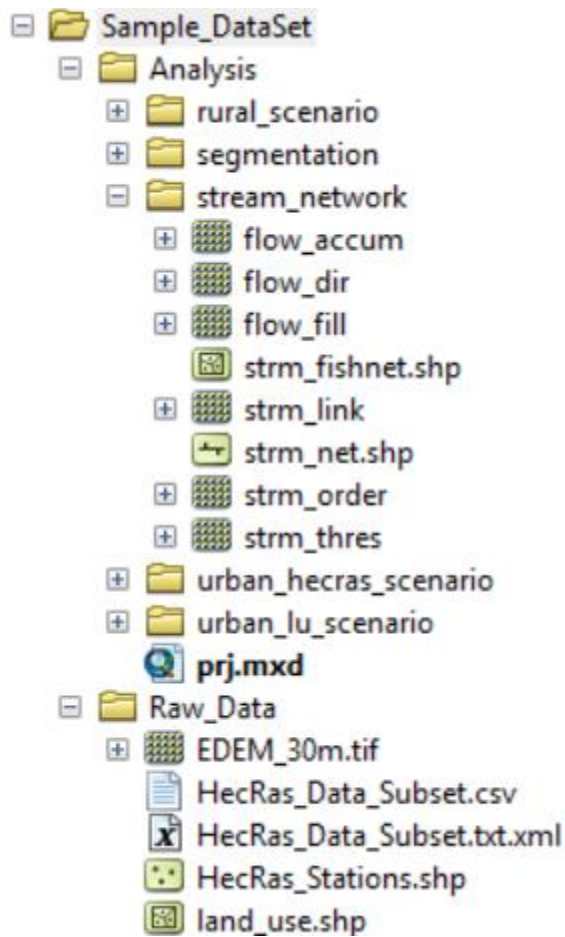 Sample_DataSet
Analysis
rural_scenario
segmentation
stream_network
flow_accum
flow_dir
flow_fill
strm_fishnet.shp
strm_link
strm_net.shp
strm_order
strm_thres
urban_hecras_scenario
urban_lu_scenario
prj.mxd
Raw_Data
EDEM_30m.tif
HecRas_Data_Subset.csv
HecRas_Data_Subset.txt.xml
HecRas_Stations.shp
land_use.shp